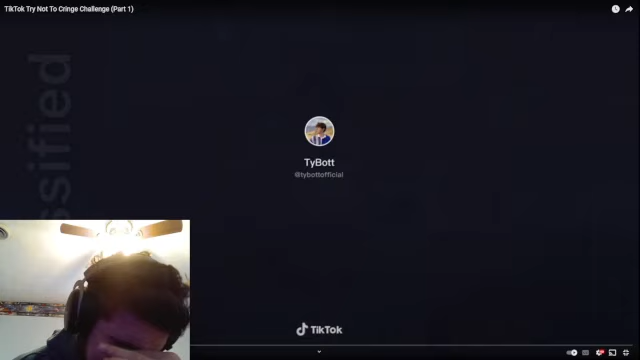 TikTok Try Not To Cringe Challenge (Part 1)
ssified
TyBott
@tybottofficial
TikTok